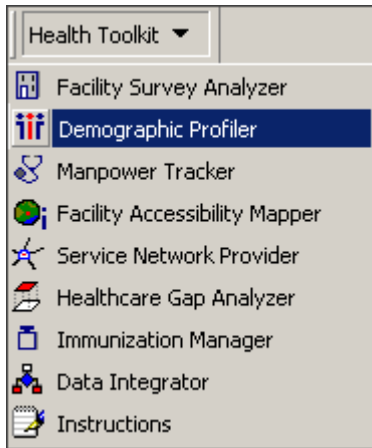 Health Toolkit
Facility Survey Analyzer
Demographic Profiler
Manpower Tracker
Facility Accessibility Mapper
Service Network Provider
Healthcare Gap Analyzer
Immunization Manager
Data Integrator
Instructions